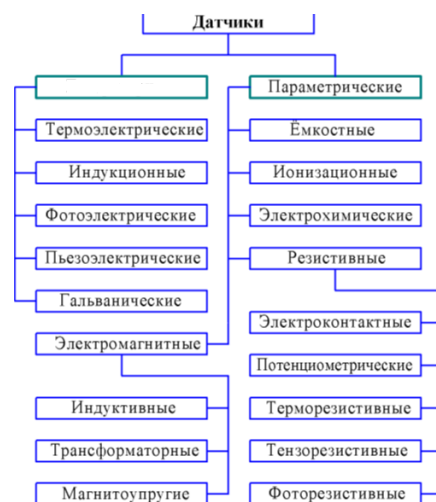 Датчики
Параметрические
Термоэлектрические
Ёмкостные
Индукционные
Ионизационные
Фотоэлектрические
Электрохимические
Пьезоэлектрические
Резистивные
Гальванические
Электроконтактные
Электромагнитные
Потенциометрические
Индуктивные
Терморезистивные
Трансформаторные
Тензорезистивные
Магнитоупругие
Фоторезистивные